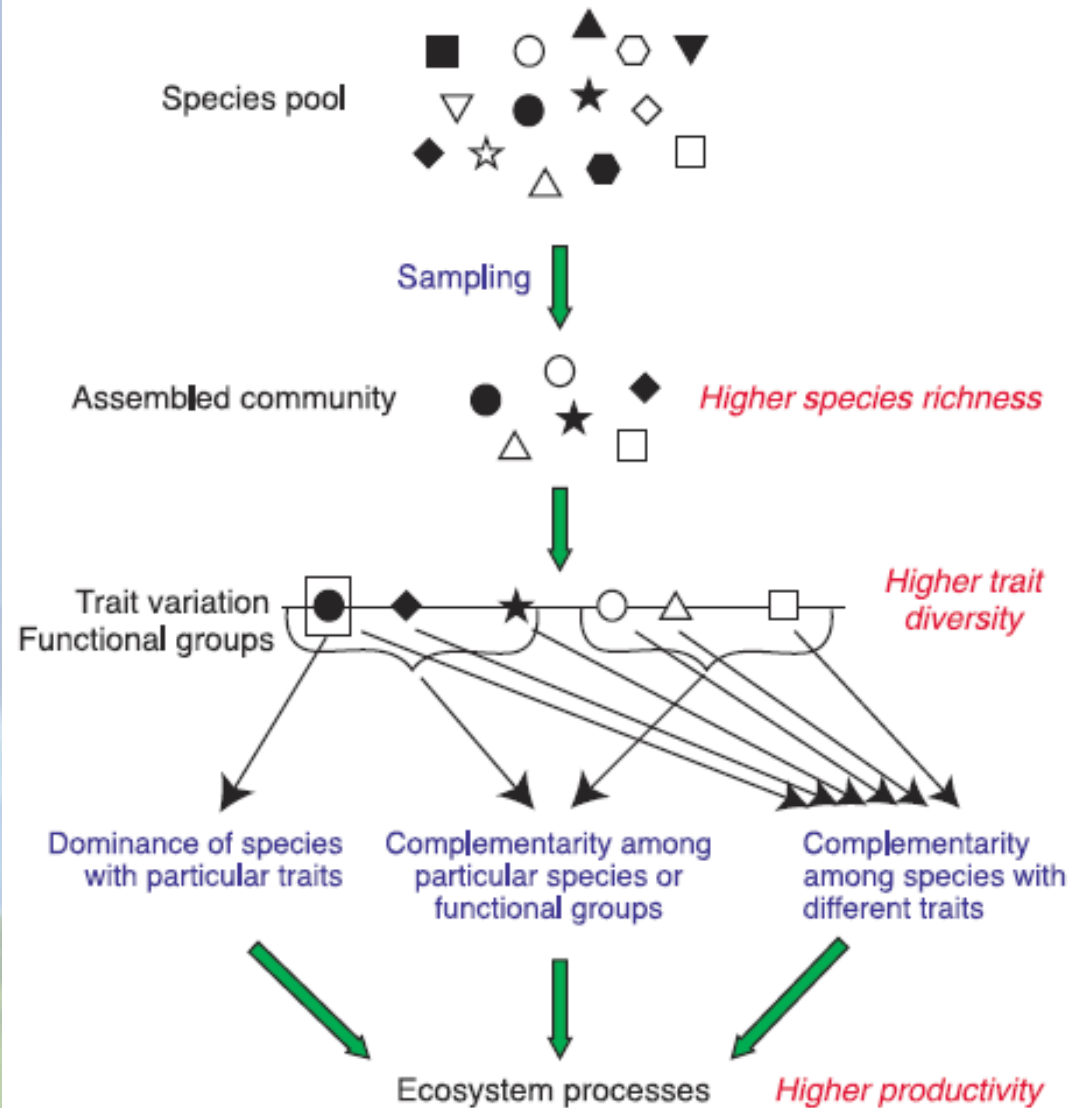 Species pool
Sampling
Assembled community
Higher species richness
Trait variation
Functional groups
Higher trait
diversity
Dominance of species
with particular traits
Complementarity among
particular species or
functional groups
Complementarity
among species with
different traits
Ecosystem processes
Higher productivity